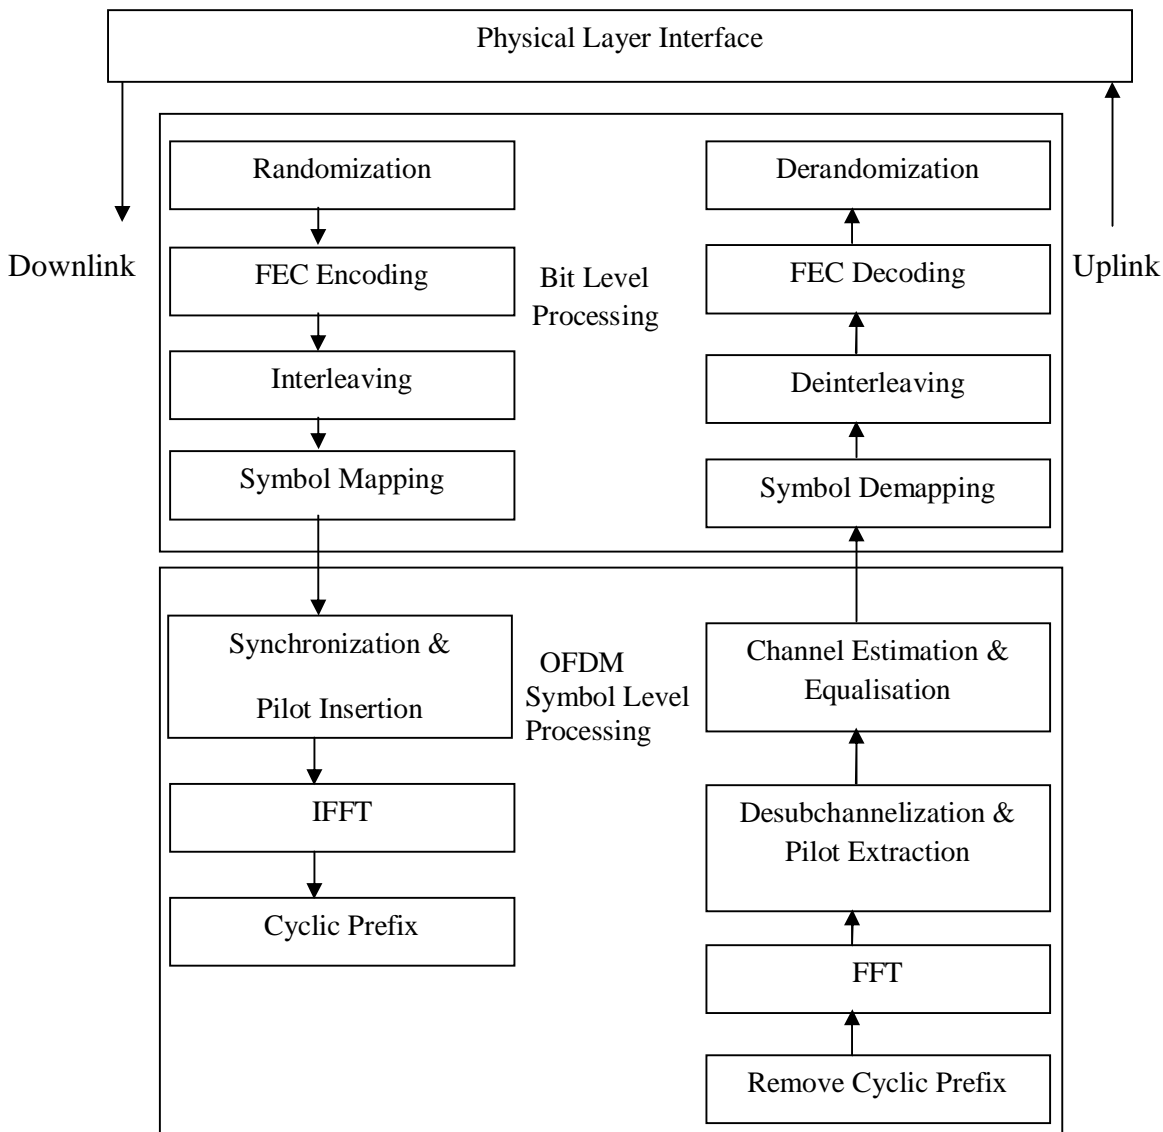 Physical Layer Interface
Randomization
Derandomization
Downlink
FEC Encoding
Bit Level
Processing
FEC Decoding
Uplink
Interleaving
Deinterleaving
Symbol Mapping
Symbol Demapping
Synchronization &
Pilot Insertion
OFDM
Symbol Level
Processing
Channel Estimation &
Equalisation
IFFT
Desubchannelization &
Pilot Extraction
Cyclic Prefix
FFT
Remove Cyclic Prefix